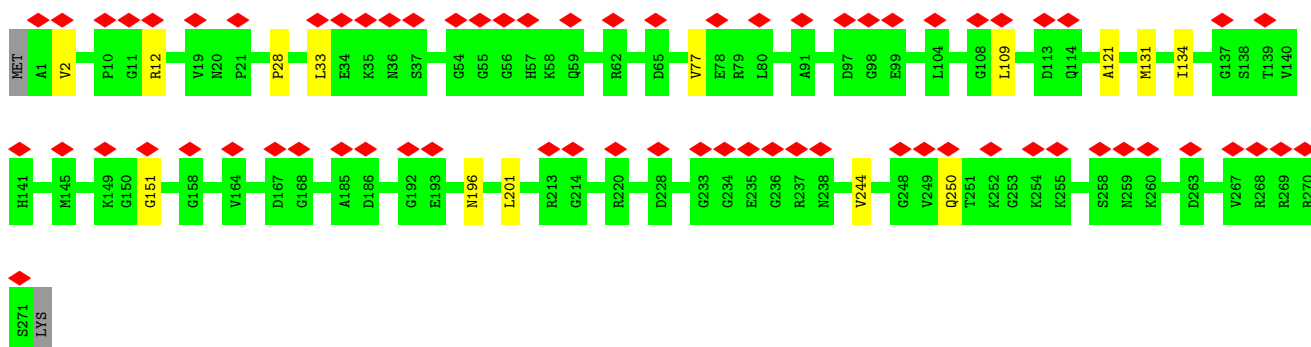 MET A1 V2 P10 G11 R12 V19 N20 P21 P28 L33 E34 K35 N36 S37 G54 G55 G56 H57 K58 Q59 R62 D65 V77 E78 R79 L80 A91 D97 G98 E99 L104 G108 L109 D113 Q114 A121 M131 I134 G137 S138 T139 V140
H141 M145 K149 G150 G151 G158 V164 D167 G168 A185 D186 G192 E193 N196 L201 R213 G214 R220 D228 G233 G234 E235 G236 R237 N238 V244 G248 V249 Q250 T251 K252 G253 K254 K255 S258 N259 K260 D263 V267 R268 R269 R270
S271 LYS